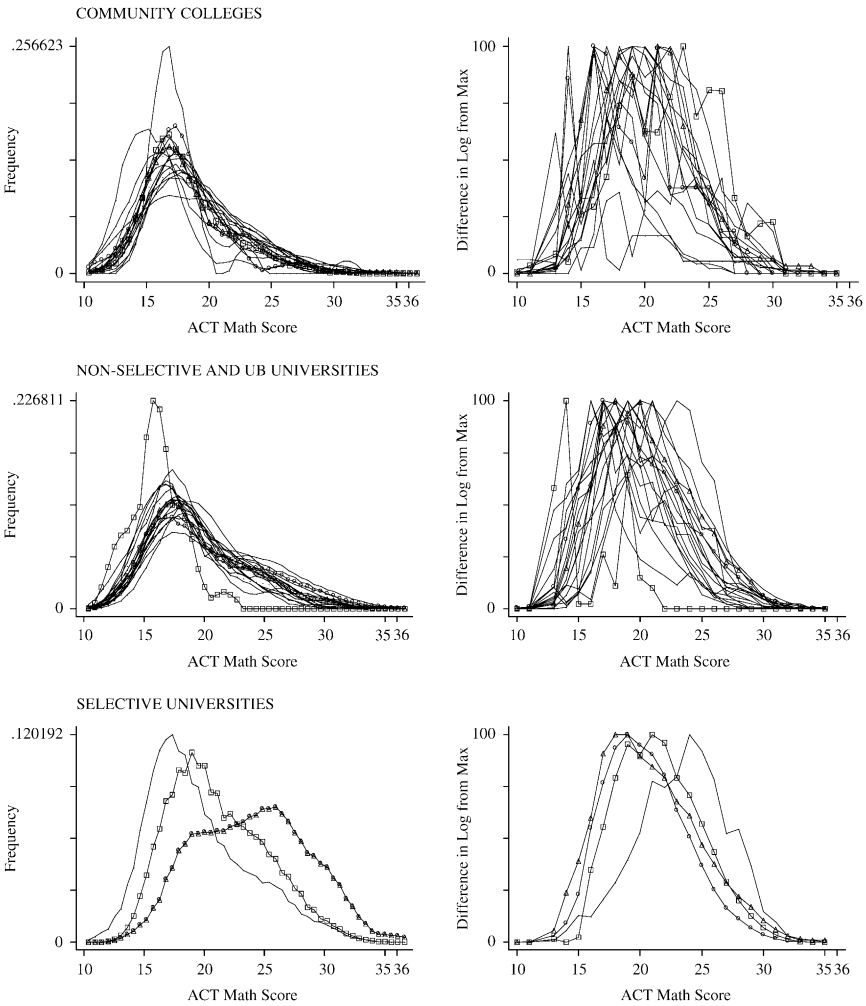 COMMUNITY COLLEGES
.256623
Frequency
0
10 15 20 25 30 35 36
ACT Math Score
100
Difference in Log from Max
0
10 15 20 25 30 35 36
ACT Math Score
NON-SELECTIVE AND UB UNIVERSITIES
.226811
Frequency
0
10 15 20 25 30 35 36
ACT Math Score
100
Difference in Log from Max
0
10 15 20 25 30 35 36
ACT Math Score
SELECTIVE UNIVERSITIES
.120192
Frequency
0
10 15 20 25 30 35 36
ACT Math Score
100
Difference in Log from Max
0
10 15 20 25 30 35 36
ACT Math Score